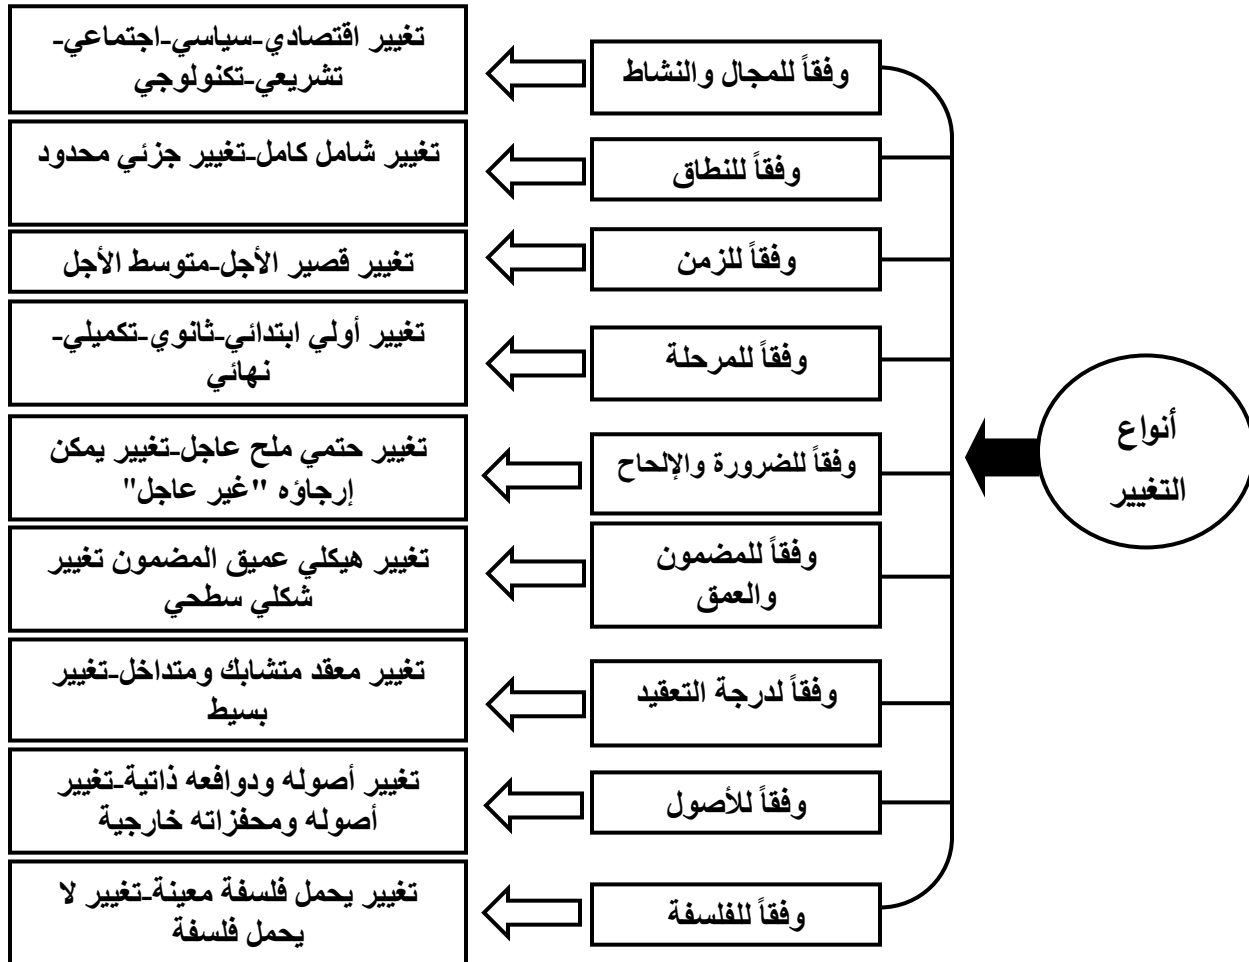 أنواع
التغيير
وفقاً للمجال والنشاط
تغيير اقتصادي-سياسي-اجتماعي-
تشريعي-تكنولوجي
وفقاً للنطاق
تغيير شامل كامل-تغيير جزئي محدود
وفقاً للزمن
تغيير قصير الأجل-متوسط الأجل
وفقاً للمرحلة
تغيير أولي ابتدائي-ثانوي-تكميلي-
نهائي
وفقاً للضرورة والإلحاح
تغيير حتمي ملح عاجل-تغيير يمكن
إرجاؤه "غير عاجل"
وفقاً للمضمون
والعمق
تغيير هيكلي عميق المضمون تغيير
شكلي سطحي
وفقاً لدرجة التعقيد
تغيير معقد متشابك ومتداخل-تغيير
بسيط
وفقاً للأصول
تغيير أصوله ودوافعه ذاتية-تغيير
أصوله ومحفزاته خارجية
وفقاً للفلسفة
تغيير يحمل فلسفة معينة-تغيير لا
يحمل فلسفة